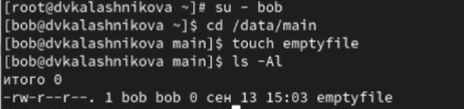 [root@dvkalashnikova ~]# su - bob
[bob@dvkalashnikova ~]$ cd /data/main
[bob@dvkalashnikova main]$ touch emptyfile
[bob@dvkalashnikova main]$ ls -Al
итого 0
-rw-r--r--. 1 bob bob 0 сен 13 15:03 emptyfile